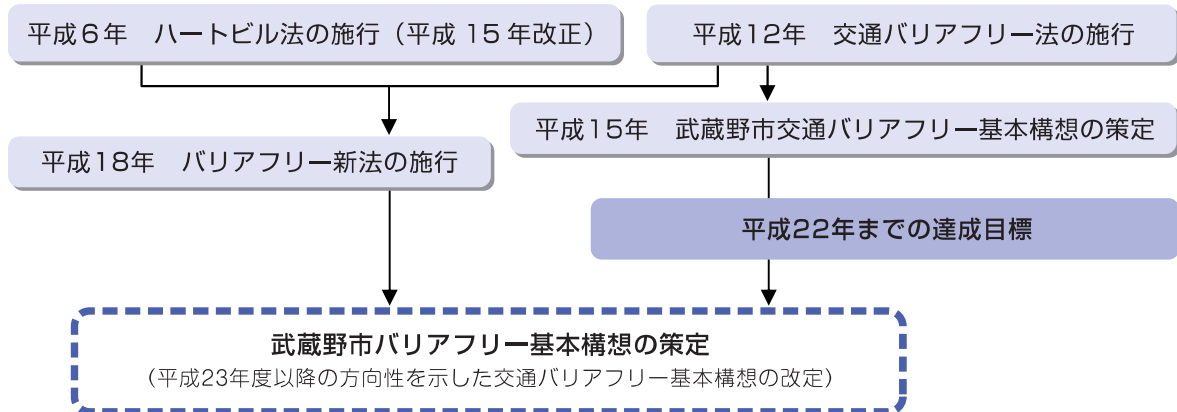 平成6年 ハートビル法の施行（平成 15 年改正）
平成12年 交通バリアフリー法の施行
平成15年 武蔵野市交通バリアフリー基本構想の策定
平成18年 バリアフリー新法の施行
平成22年までの達成目標
武蔵野市バリアフリー基本構想の策定
（平成23年度以降の方向性を示した交通バリアフリー基本構想の改定）